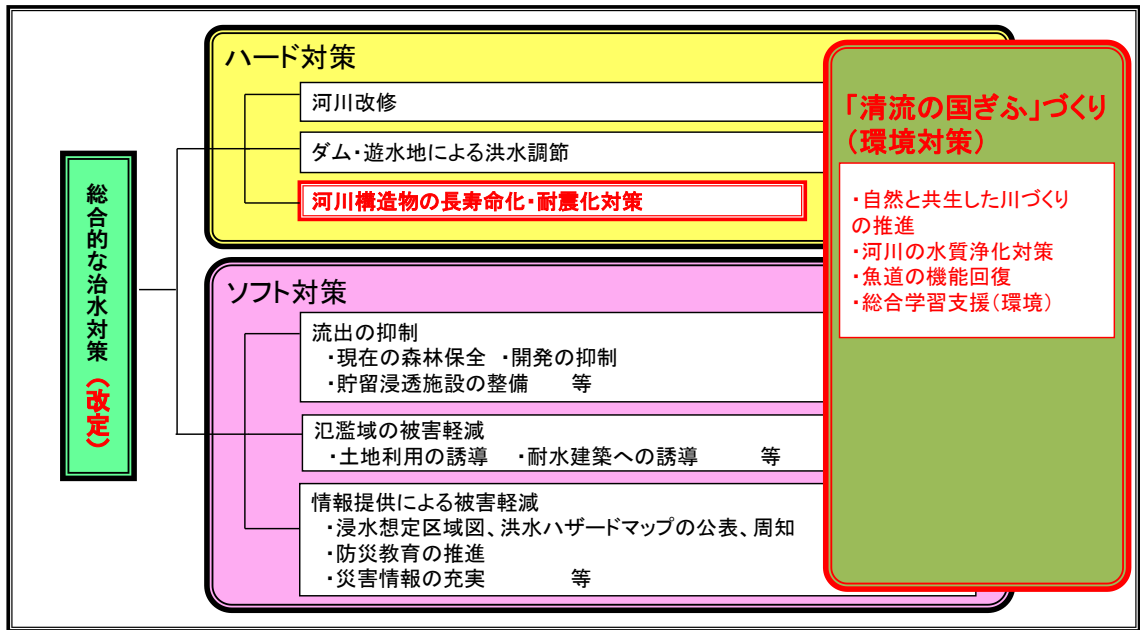 総合的な治水対策(改定)
ハード対策
河川改修
ダム・遊水地による洪水調節
河川構造物の長寿命化・耐震化対策
ソフト対策
流出の抑制
・現在の森林保全 ・開発の抑制
・貯留浸透施設の整備 等
氾濫域の被害軽減
・土地利用の誘導 ・耐水建築への誘導 等
情報提供による被害軽減
・浸水想定区域図、洪水ハザードマップの公表、周知
・防災教育の推進
・災害情報の充実 等
「清流の国ぎふ」づくり
(環境対策)
・自然と共生した川づくり
の推進
・河川の水質浄化対策
・魚道の機能回復
・総合学習支援(環境)